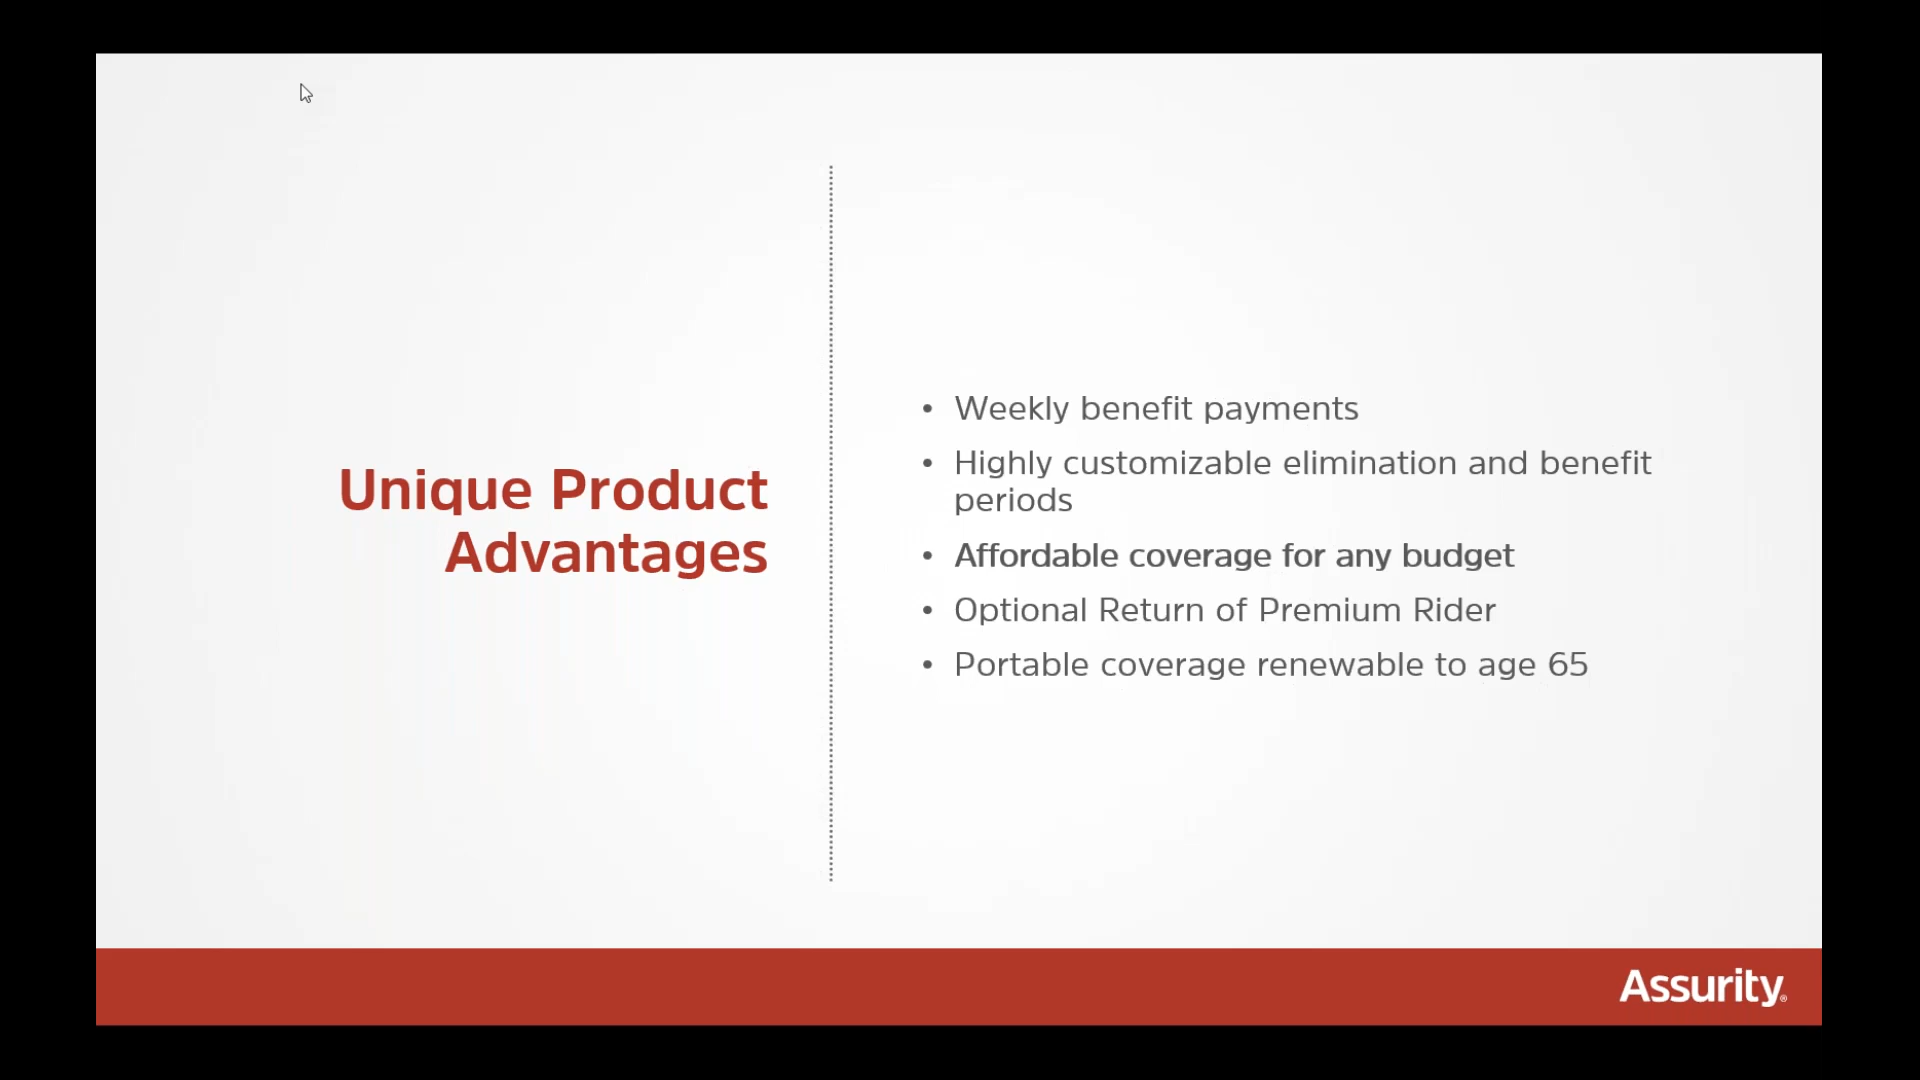 Unique Product
Advantages
• Weekly benefit payments
• Highly customizable elimination and benefit
periods
• Affordable coverage for any budget
• Optional Return of Premium Rider
• Portable coverage renewable to age 65
Assurity®